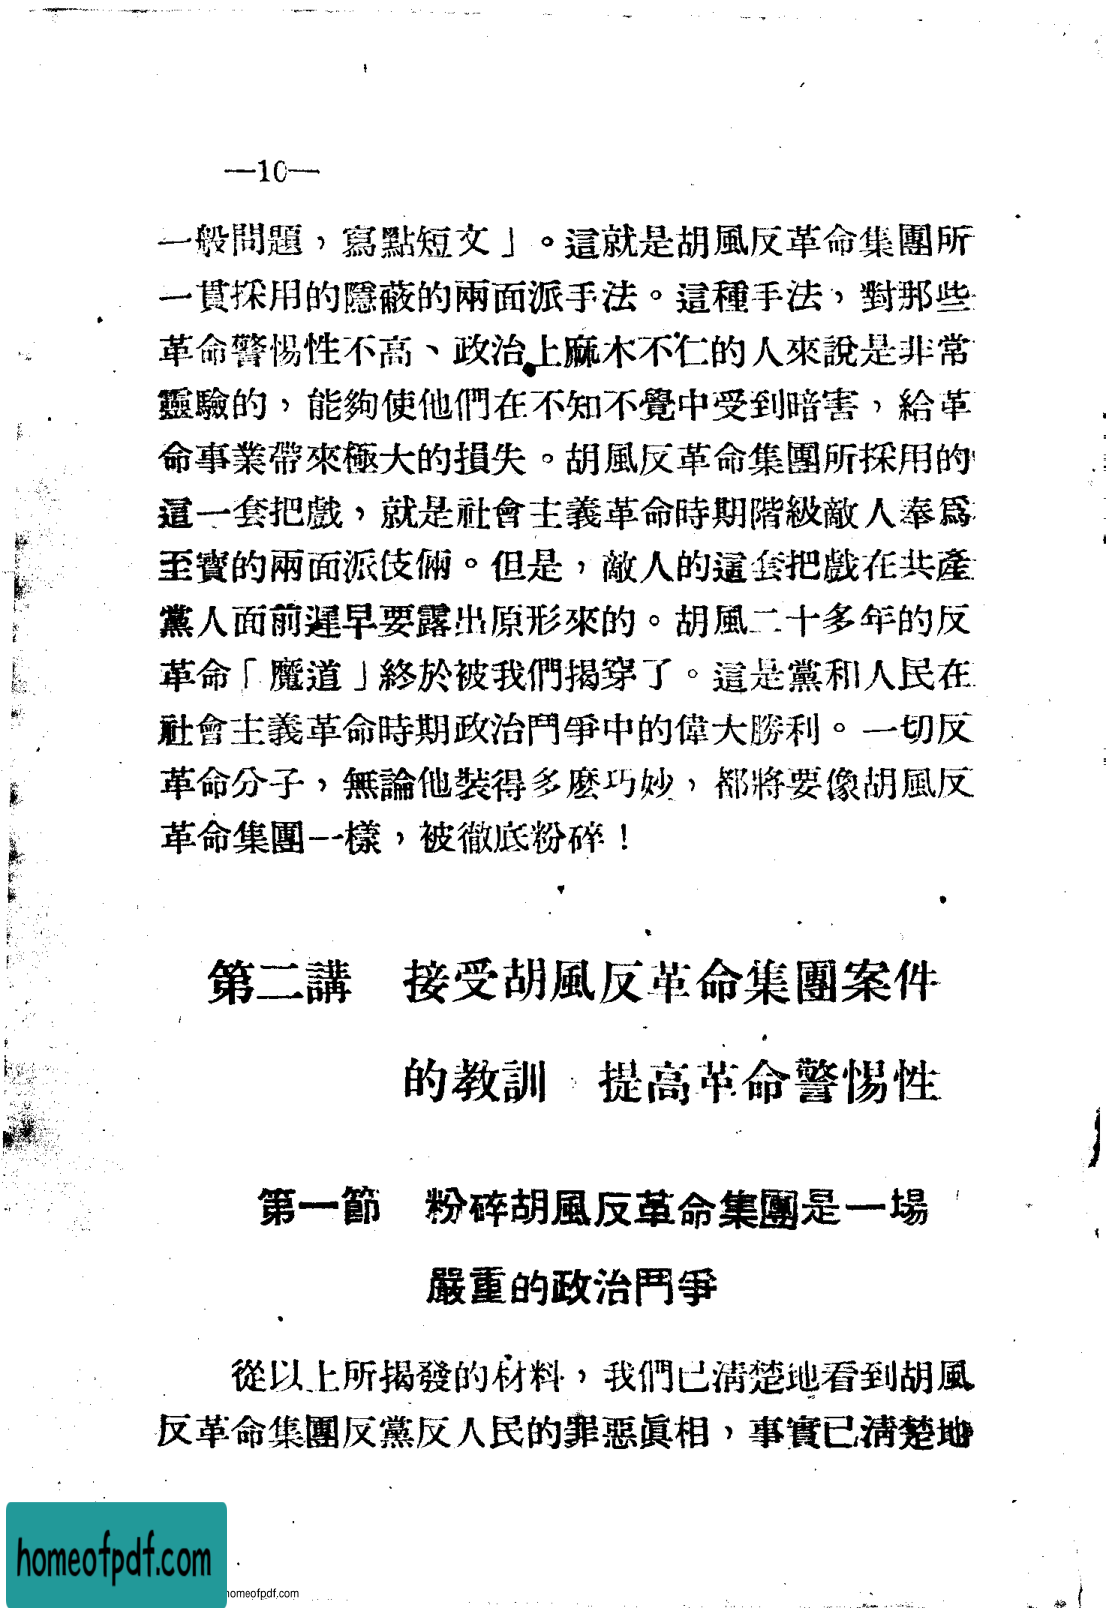 —10—
一般問題，寫點短文」。這就是胡風反革命集團所
一貫採用的隱蔽的兩面派手法。這種手法，對那些
革命警惕性不高、政治上麻木不仁的人來說是非常
靈驗的，能夠使他們在不知不覺中受到暗害，給革
命事業帶來極大的損失。胡風反革命集團所採用的
這一套把戲，就是社會主義革命時期階級敵人奉爲
至寶的兩面派伎倆。但是，敵人的這套把戲在共產
黨人面前遲早要露出原形來的。胡風二十多年的反
革命「魔道」終於被我們揭穿了。這是黨和人民在
社會主義革命時期政治鬥爭中的偉大勝利。一切反
革命分子，無論他裝得多麼巧妙，都將要像胡風反
革命集團一樣，被徹底粉碎！
第二講　接受胡風反革命集團案件
的教訓　提高革命警惕性
第一節　粉碎胡風反革命集團是一場
嚴重的政治鬥爭
從以上所揭發的材料，我們已清楚地看到胡風
反革命集團反黨反人民的罪惡眞相，事實已清楚地
homeofpdf.com
homeofpdf.com